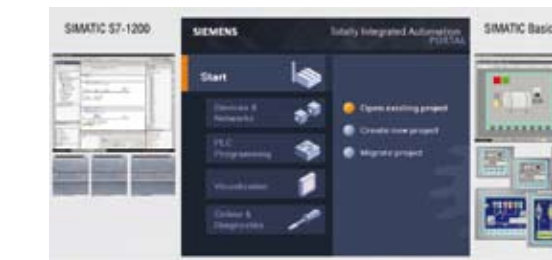 SIMATIC S7-1200
SIEMENS
Totally Integrated Automation
PORTAL
SIMATIC Basic
Start
Devices &
Networks
PLC
Programming
Visualization
Online &
Diagnostics
Open existing project
Create new project
Migrate project